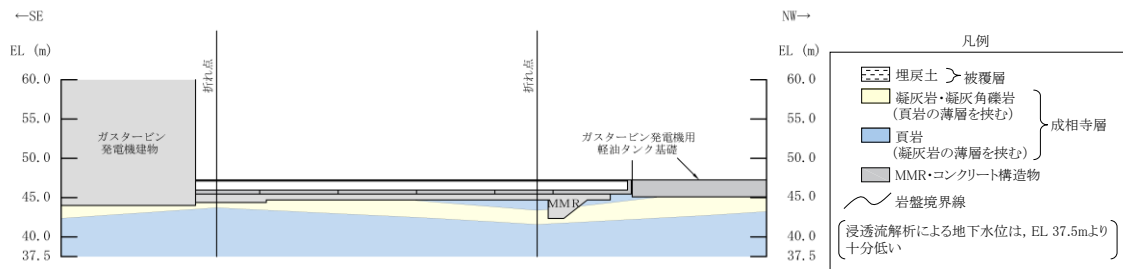 ←SE
NW→
EL (m)
EL (m)
60.0
55.0
50.0
45.0
40.0
37.5
ガスタービン
発電機建物
折れ点
折れ点
ガスタービン発電機用
軽油タンク基礎
MMR
60.0
55.0
50.0
45.0
40.0
37.5
凡例
埋戻土
被覆層
凝灰岩・凝灰角礫岩
(頁岩の薄層を挟む)
頁岩
(凝灰岩の薄層を挟む)
成相寺層
MMR・コンクリート構造物
岩盤境界線
浸透流解析による地下水位は, EL 37.5mより
十分低い